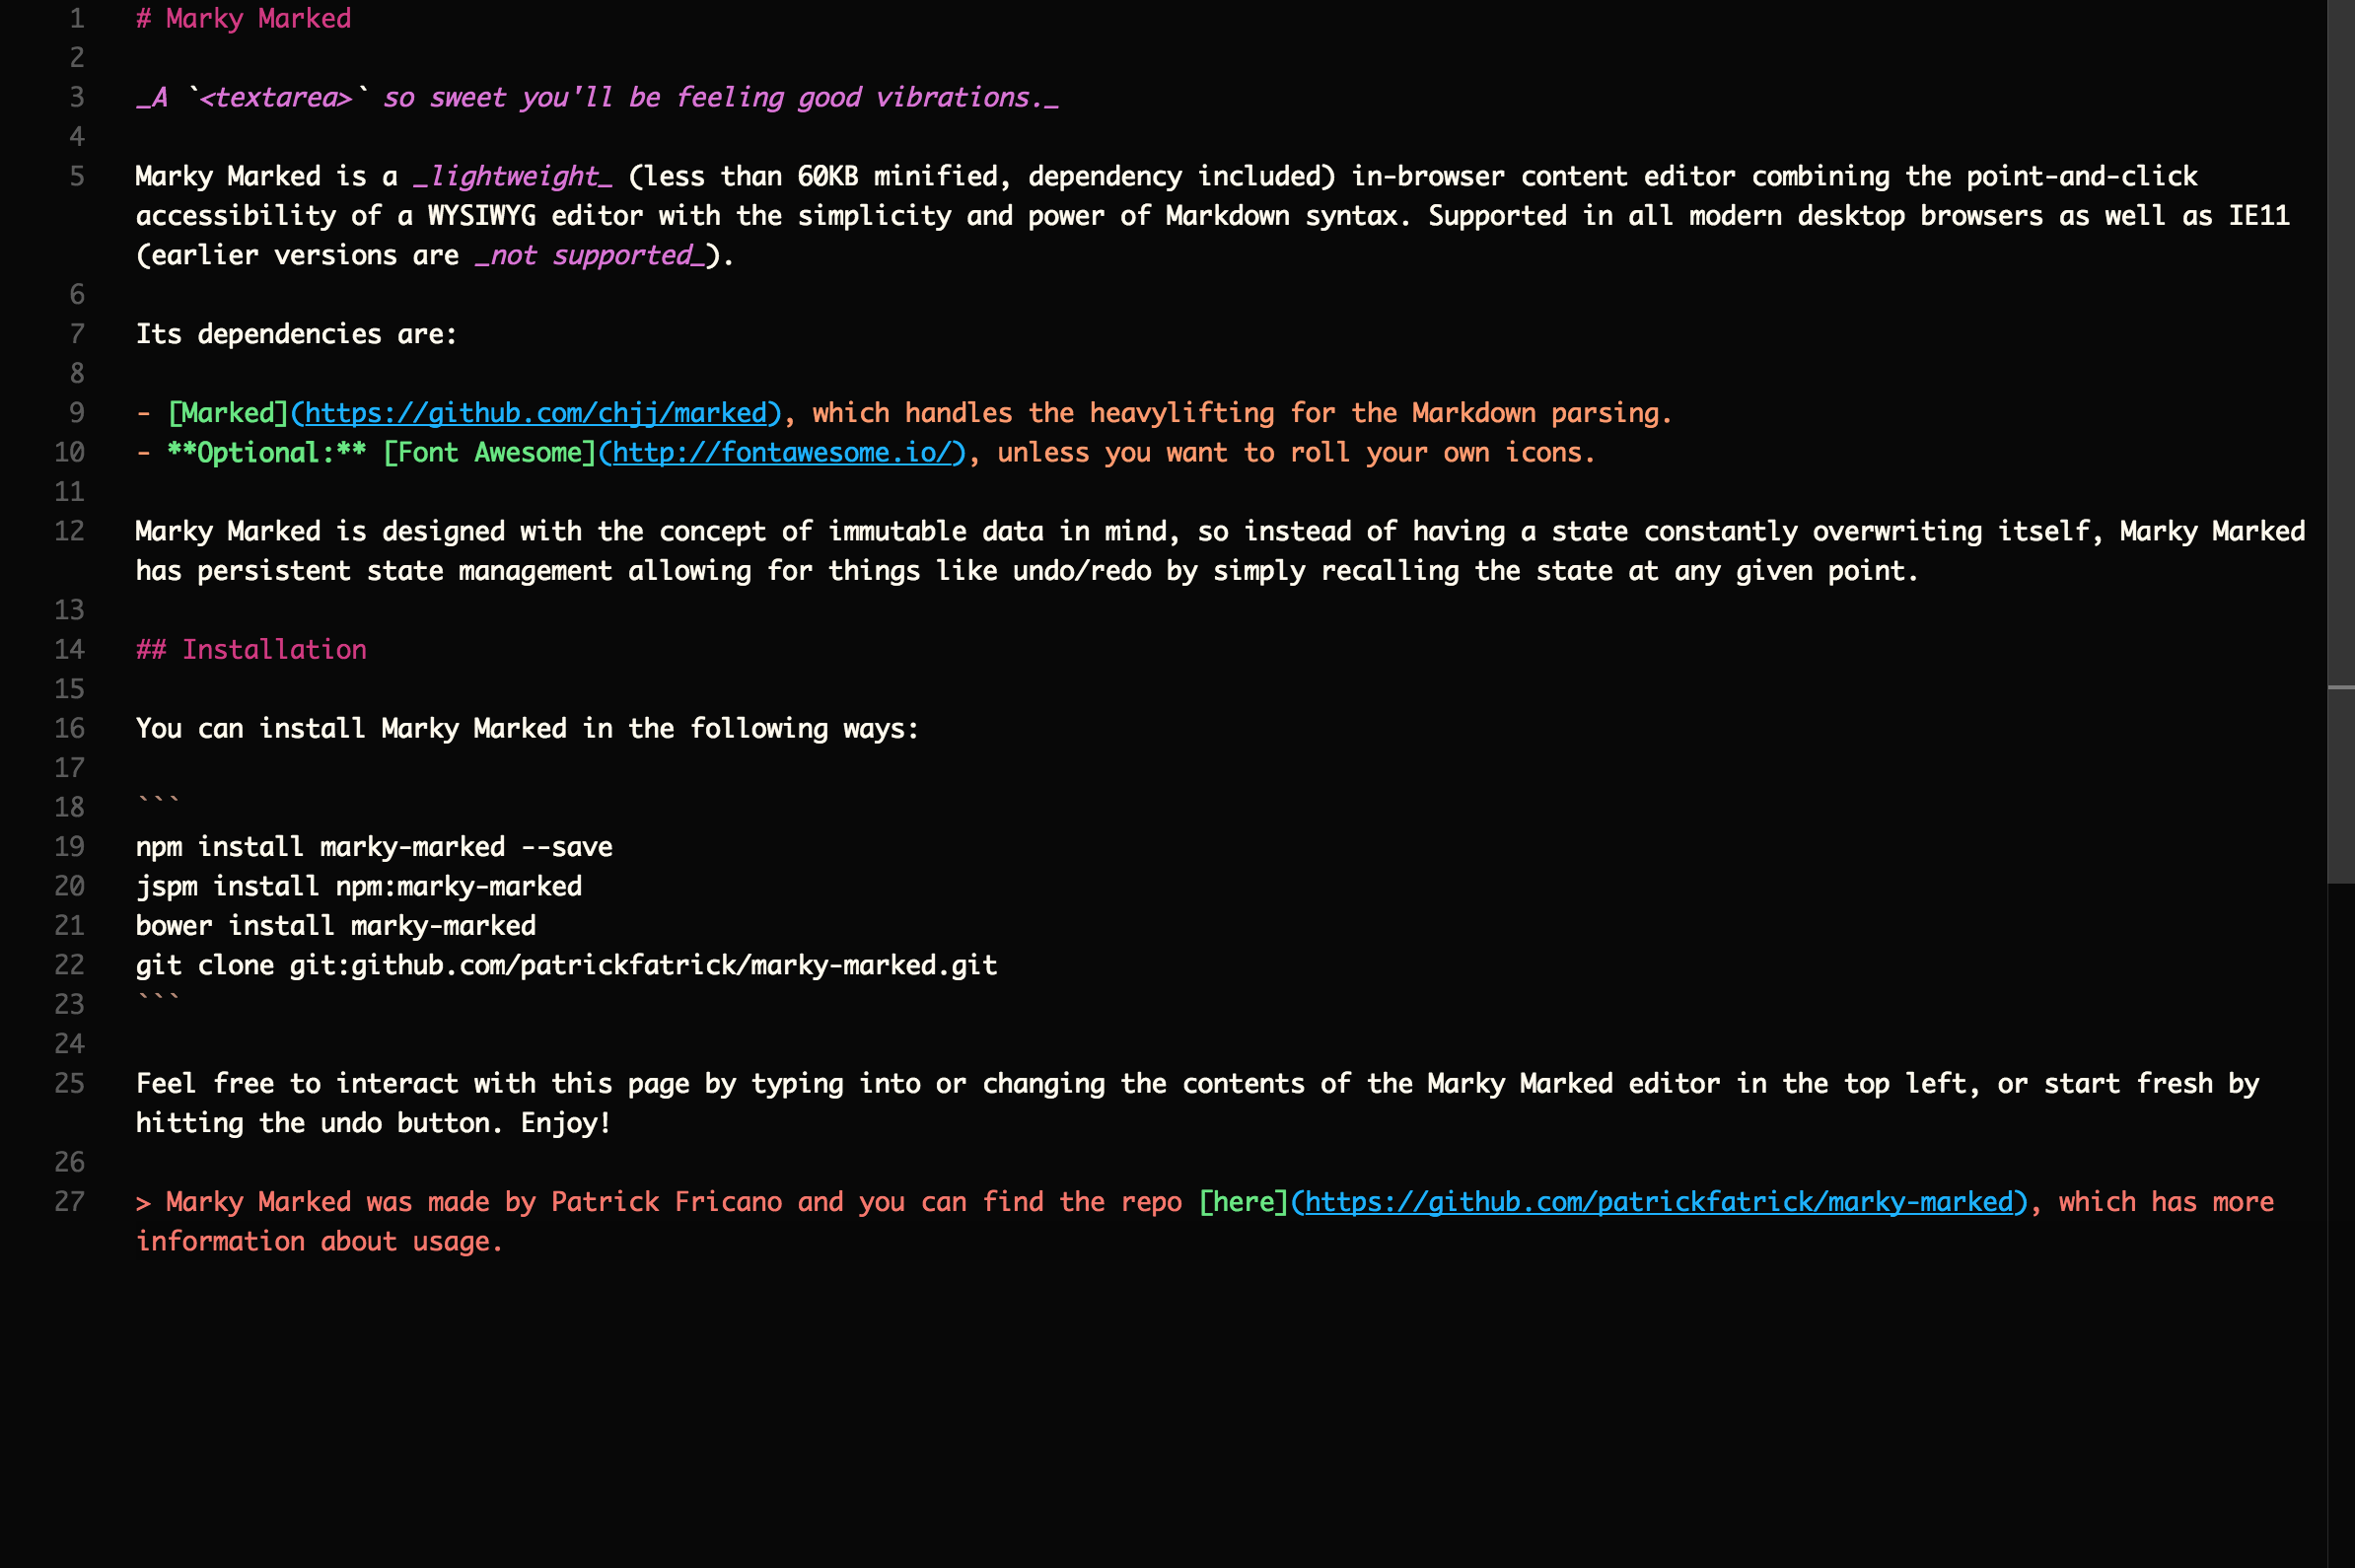 1 # Marky Marked
2
3 _A `<textarea>` so sweet you'll be feeling good vibrations._
4
5 Marky Marked is a _lightweight_ (less than 60KB minified, dependency included) in-browser content editor combining the point-and-click
accessibility of a WYSIWYG editor with the simplicity and power of Markdown syntax. Supported in all modern desktop browsers as well as IE11
(earlier versions are _not supported_).
6
7 Its dependencies are:
8
9 - [Marked](https://github.com/chjj/marked), which handles the heavylifting for the Markdown parsing.
10 - **Optional:** [Font Awesome](http://fontawesome.io/), unless you want to roll your own icons.
11
12 Marky Marked is designed with the concept of immutable data in mind, so instead of having a state constantly overwriting itself, Marky Marked
has persistent state management allowing for things like undo/redo by simply recalling the state at any given point.
13
14 ## Installation
15
16 You can install Marky Marked in the following ways:
17
18 ```
19 npm install marky-marked --save
20 jspm install npm:marky-marked
21 bower install marky-marked
22 git clone git:github.com/patrickfatrick/marky-marked.git
23 ```
24
25 Feel free to interact with this page by typing into or changing the contents of the Marky Marked editor in the top left, or start fresh by
hitting the undo button. Enjoy!
26
27 > Marky Marked was made by Patrick Fricano and you can find the repo [here](https://github.com/patrickfatrick/marky-marked), which has more
information about usage.